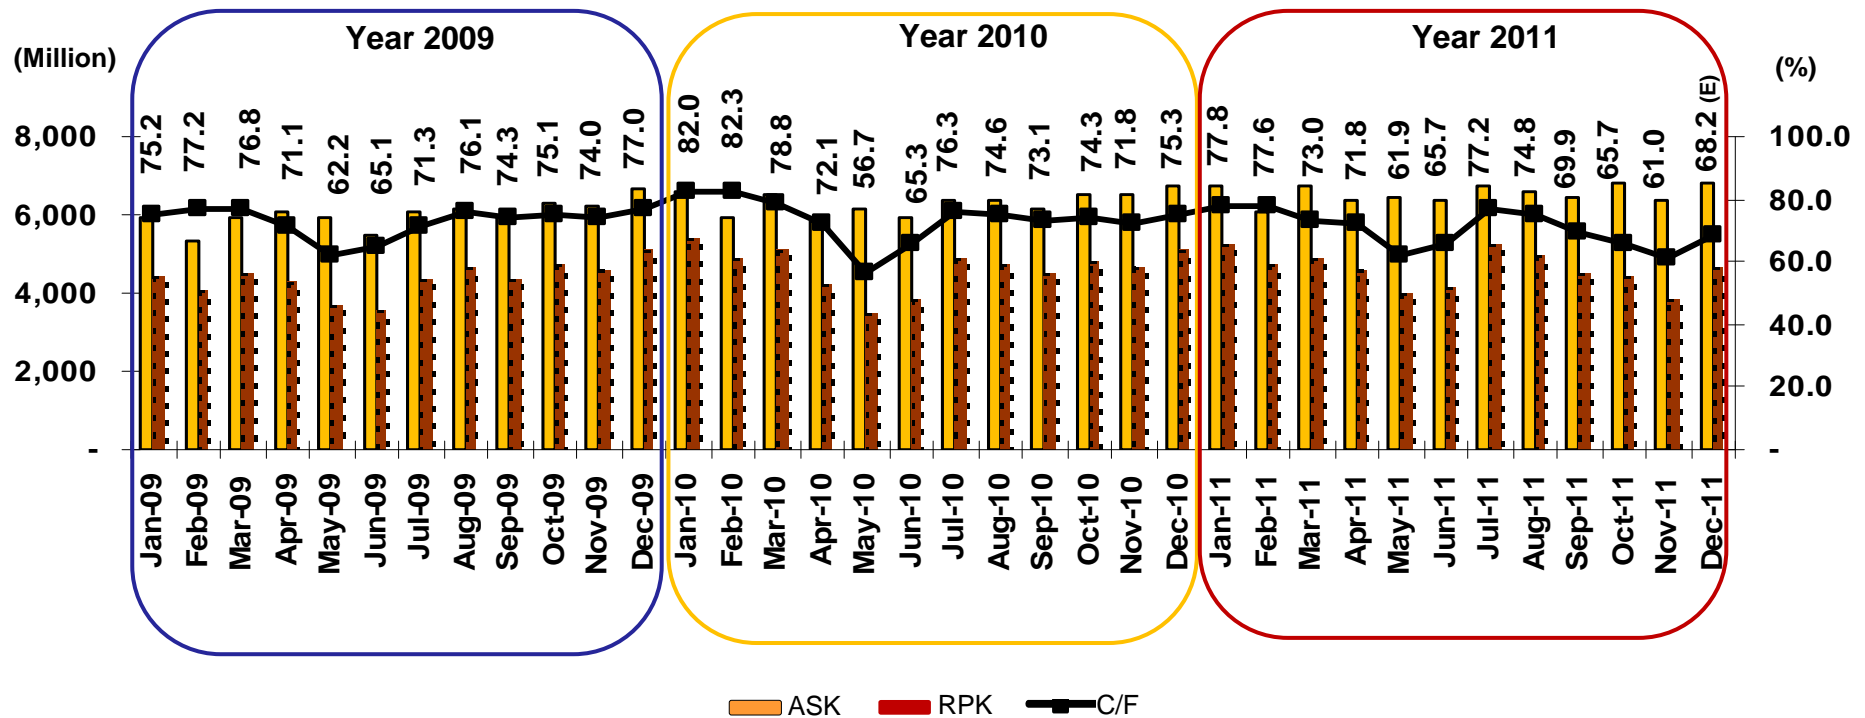 Year 2009
Year 2010
Year 2011
(Million)
(%)
75.2
77.2
76.8
71.1
62.2
65.1
71.3
76.1
74.3
75.1
74.0
77.0
82.0
82.3
78.8
72.1
56.7
65.3
76.3
74.6
73.1
74.3
71.8
75.3
77.8
77.6
73.0
71.8
61.9
65.7
77.2
74.8
69.9
65.7
61.0
68.2 (E)
8,000
6,000
4,000
2,000
-
100.0
80.0
60.0
40.0
20.0
-
Jan-09
Feb-09
Mar-09
Apr-09
May-09
Jun-09
Jul-09
Aug-09
Sep-09
Oct-09
Nov-09
Dec-09
Jan-10
Feb-10
Mar-10
Apr-10
May-10
Jun-10
Jul-10
Aug-10
Sep-10
Oct-10
Nov-10
Dec-10
Jan-11
Feb-11
Mar-11
Apr-11
May-11
Jun-11
Jul-11
Aug-11
Sep-11
Oct-11
Nov-11
Dec-11
ASK
RPK
C/F